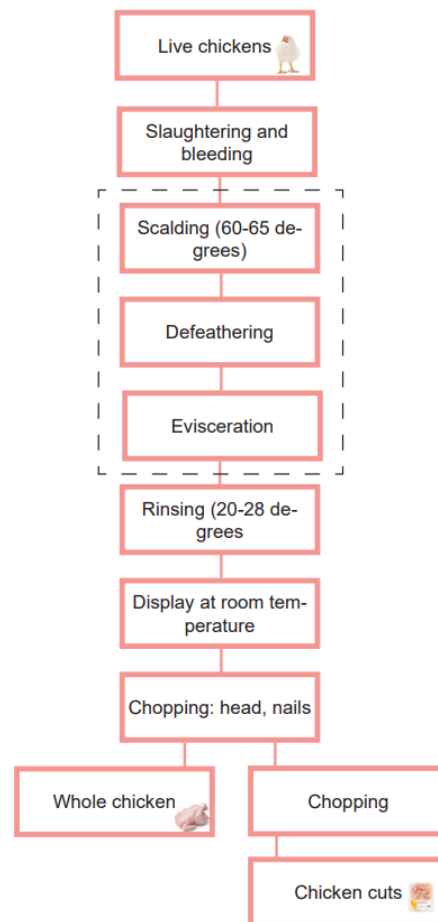 Live chickens
Slaughtering and
bleeding
Scalding (60-65 de-
grees)
Defeathering
Evisceration
Rinsing (20-28 de-
grees
Display at room tem-
perature
Chopping: head, nails
Whole chicken
Chopping
Chicken cuts